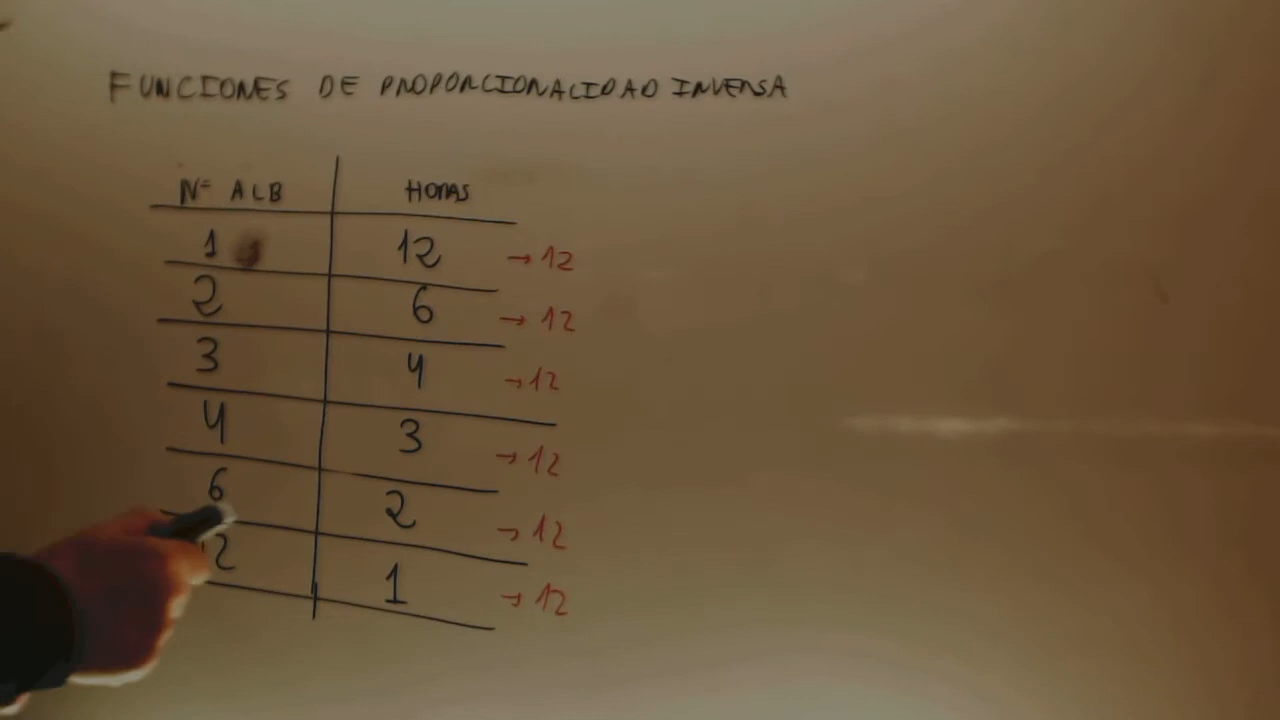 FUNCIONES DE PROPORCIONALIDAD INVERSA
Nº ALB HORAS
1 12 → 12
2 6 → 12
3 4 → 12
4 3 → 12
6 2 → 12
12 1 → 12